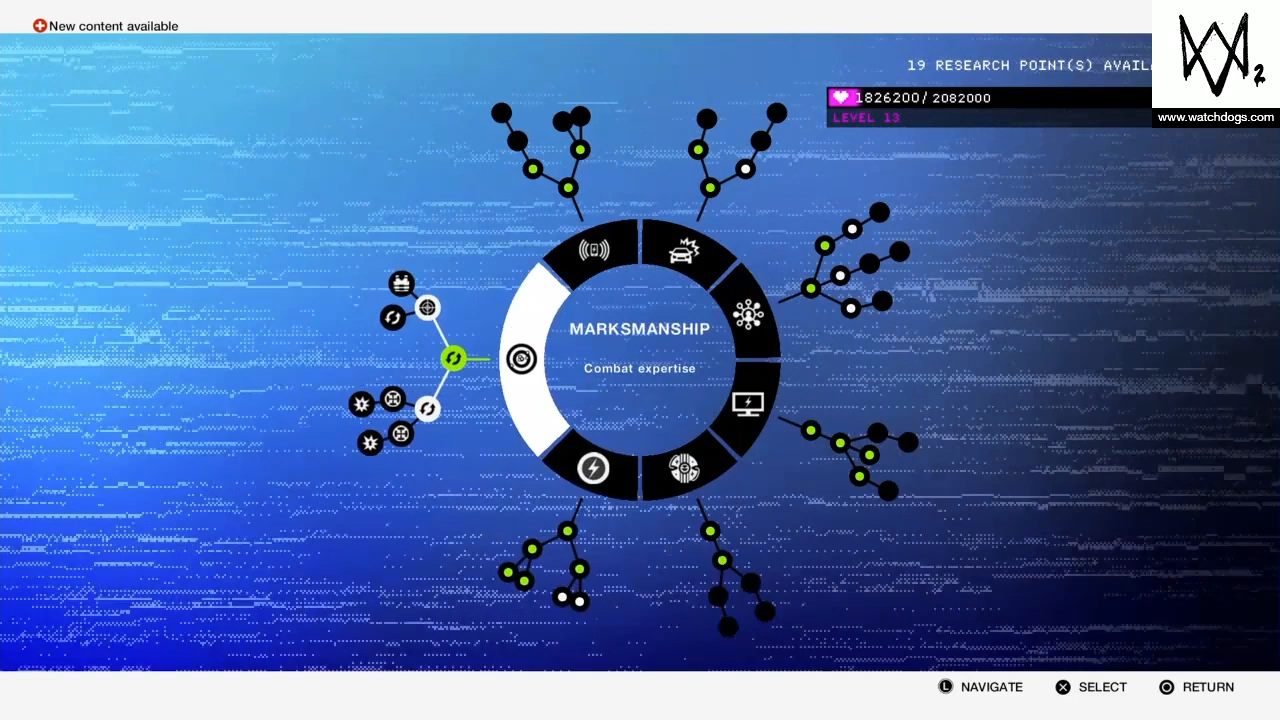 New content available
19 RESEARCH POINT(S) AVAIL
1826200/ 2082000
LEVEL 13
2
www.watchdogs.com
MARKSMANSHIP
Combat expertise
L NAVIGATE
SELECT
RETURN